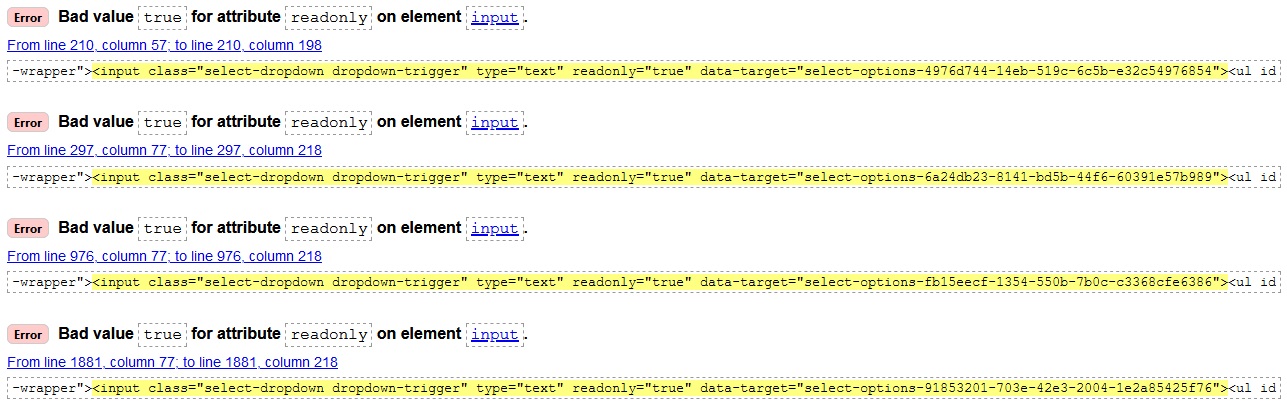 Error Bad value true for attribute readonly on element input.
From line 210, column 57; to line 210, column 198
-wrapper"><input class="select-dropdown dropdown-trigger" type="text" readonly="true" data-target="select-options-4976d744-14eb-519c-6c5b-e32c54976854"><ul id
Error Bad value true for attribute readonly on element input.
From line 297, column 77; to line 297, column 218
-wrapper"><input class="select-dropdown dropdown-trigger" type="text" readonly="true" data-target="select-options-6a24db23-8141-bd5b-44f6-60391e57b989"><ul id
Error Bad value true for attribute readonly on element input.
From line 976, column 77; to line 976, column 218
-wrapper"><input class="select-dropdown dropdown-trigger" type="text" readonly="true" data-target="select-options-fb15eecf-1354-550b-7b0c-c3368cfe6386"><ul id
Error Bad value true for attribute readonly on element input.
From line 1881, column 77; to line 1881, column 218
-wrapper"><input class="select-dropdown dropdown-trigger" type="text" readonly="true" data-target="select-options-91853201-703e-42e3-2004-1e2a85425f76"><ul id